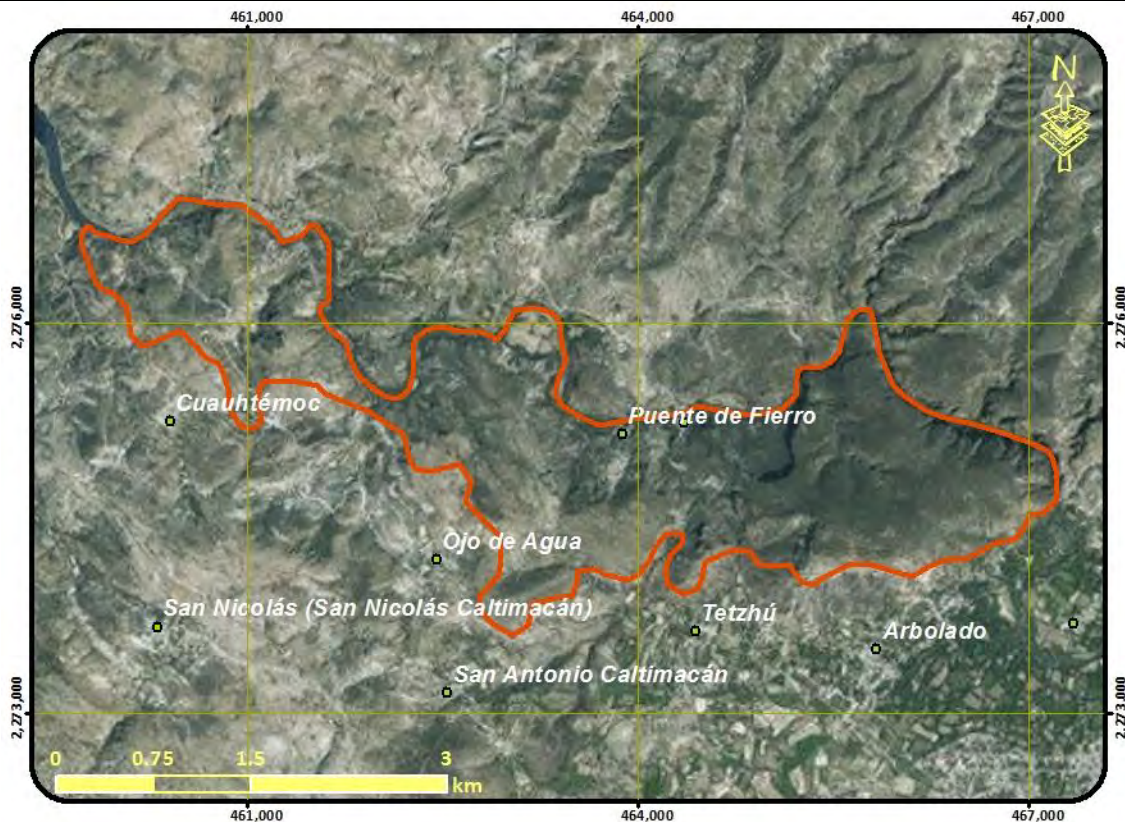 461,000 464,000 467,000
N
2,276,000 2,276,000
Cuauhtémoc
Puente de Fierro
Ojo de Agua
San Nicolás (San Nicolás Caltimacán)
Tetzhú
Arbolado
San Antonio Caltimacán
2,273,000 2,273,000
0 0.75 1.5 3
km
461,000 464,000 467,000